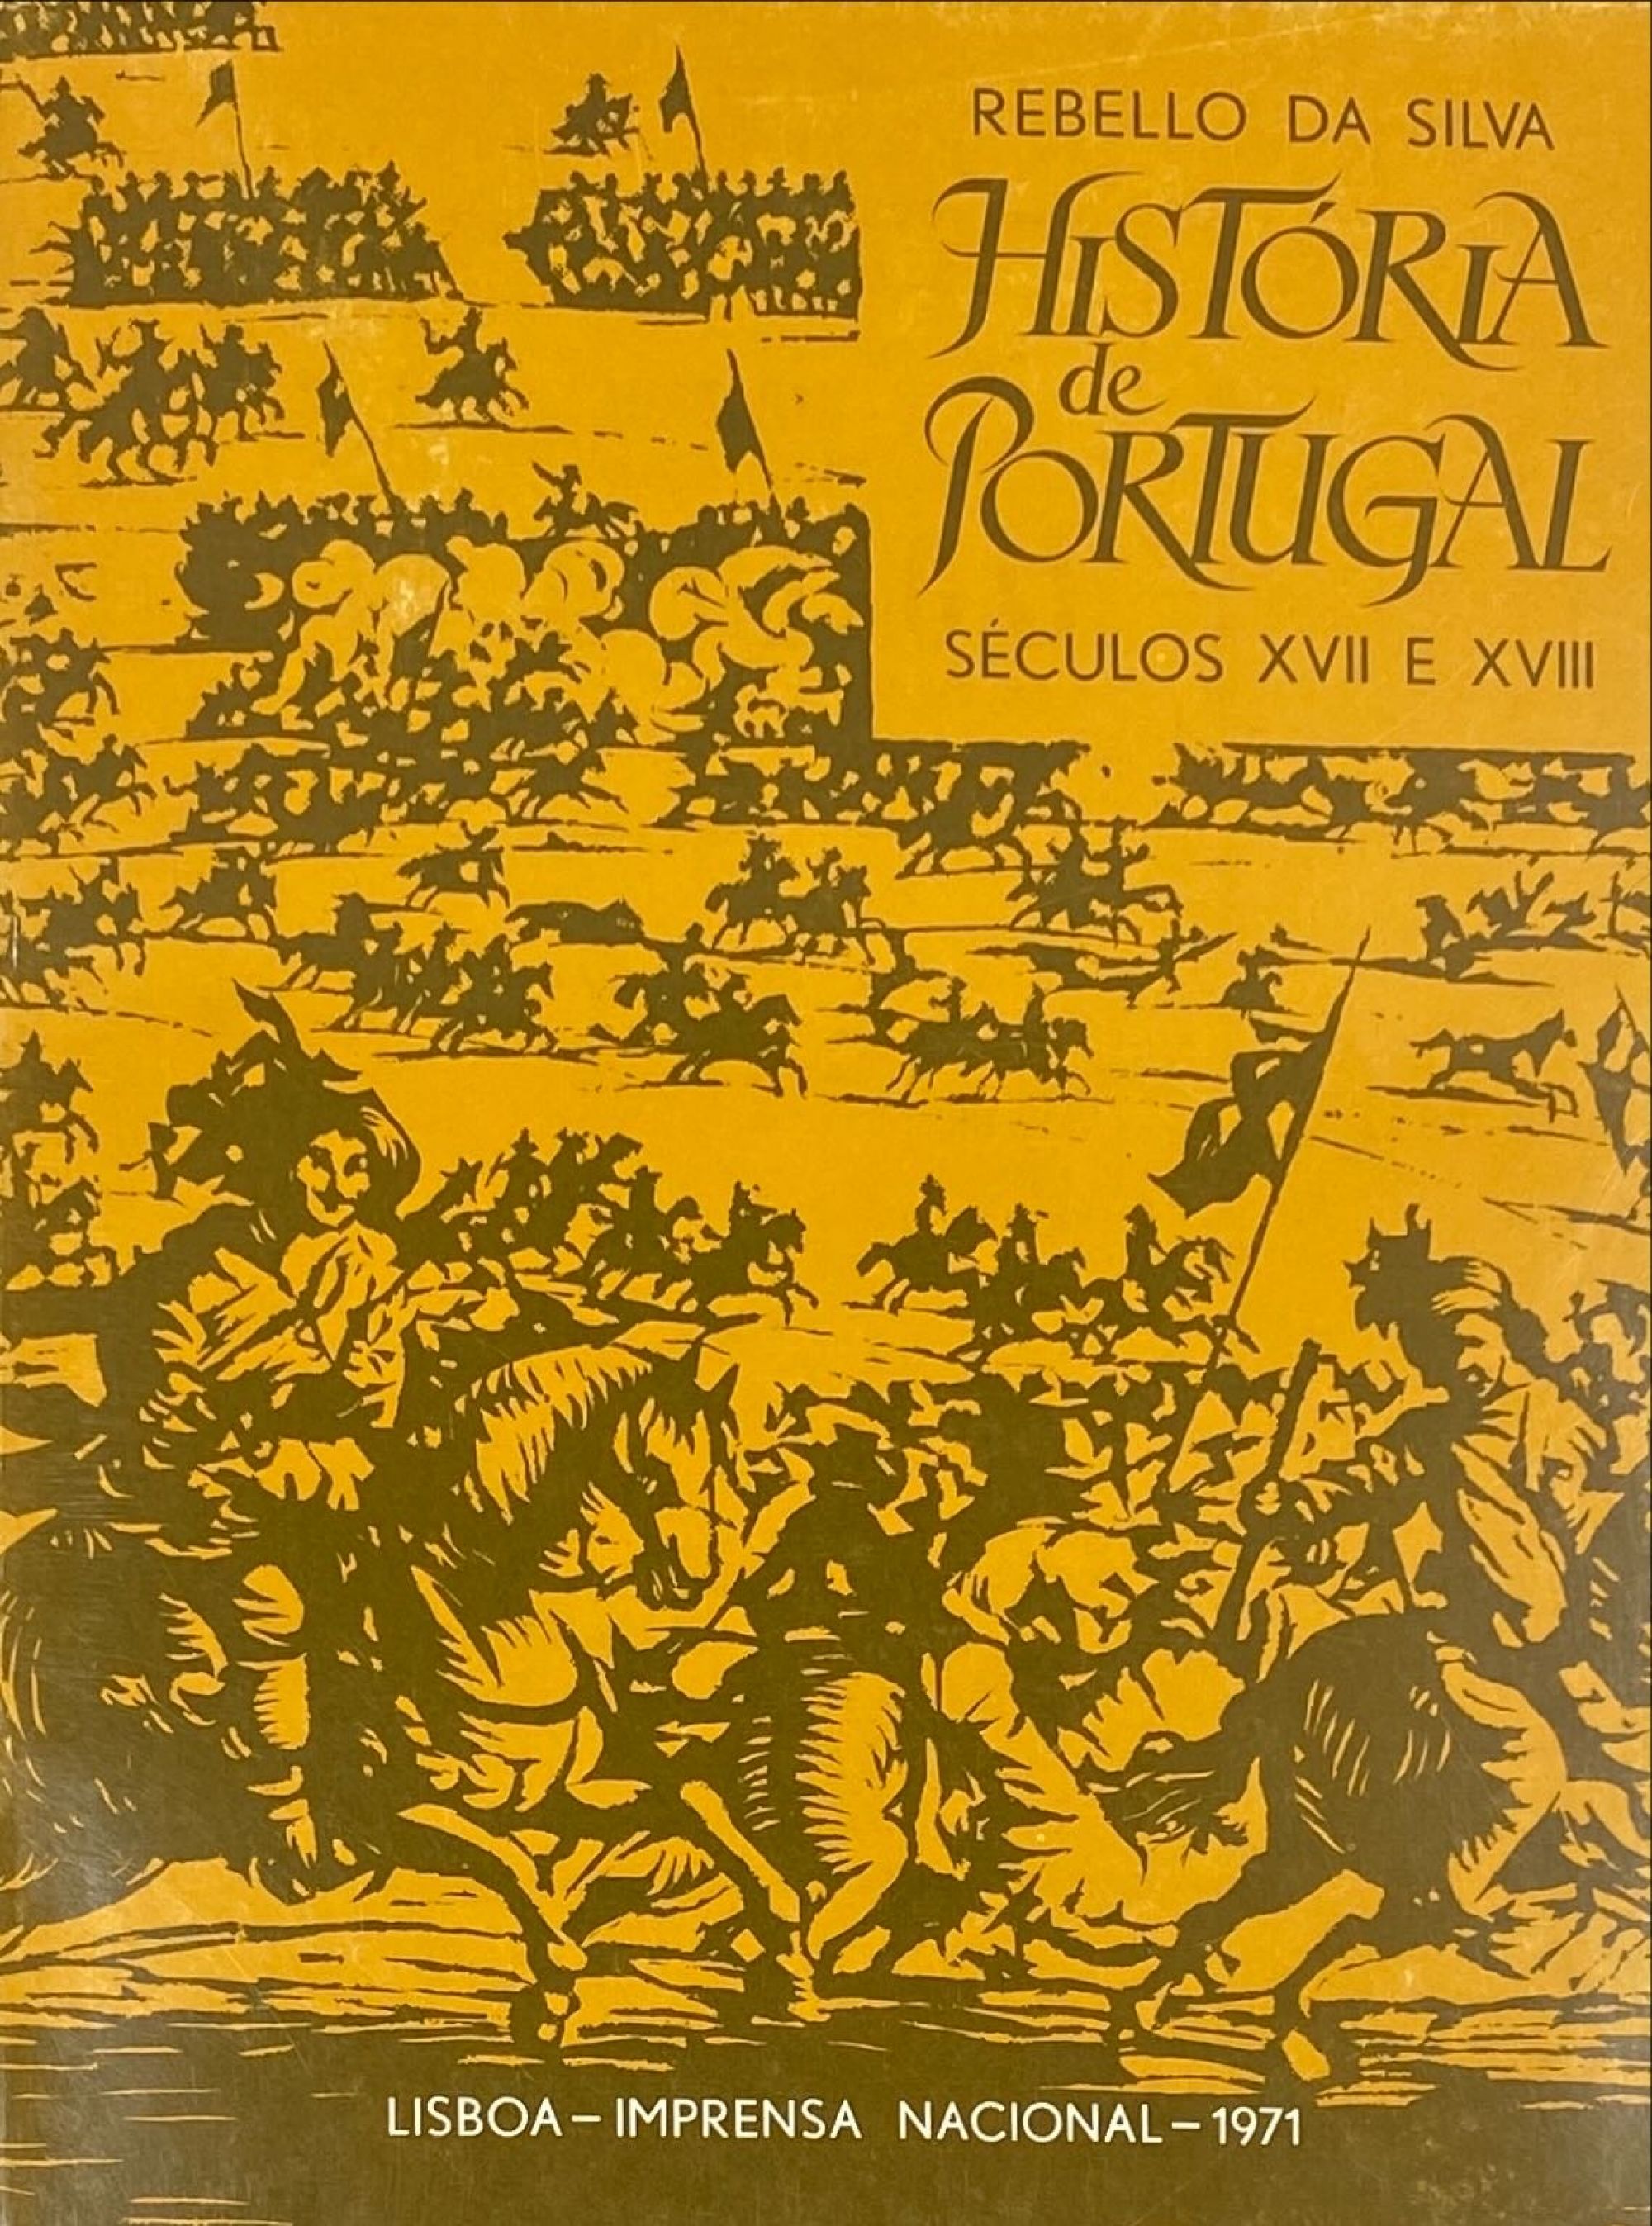 REBELLO DA SILVA
HISTÓRIA
de
PORTUGAL
SÉCULOS XVII E XVIII
LISBOA – IMPRENSA NACIONAL – 1971